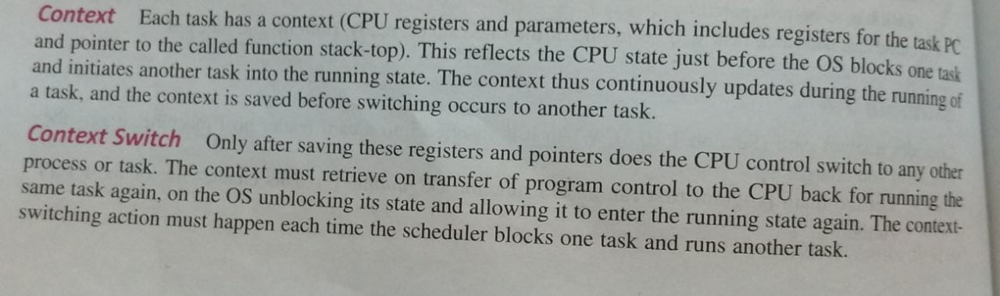 Context Each task has a context (CPU registers and parameters, which includes registers for the task PC
and pointer to the called function stack-top). This reflects the CPU state just before the OS blocks one task
and initiates another task into the running state. The context thus continuously updates during the running of
a task, and the context is saved before switching occurs to another task.
Context Switch Only after saving these registers and pointers does the CPU control switch to any other
process or task. The context must retrieve on transfer of program control to the CPU back for running the
same task again, on the OS unblocking its state and allowing it to enter the running state again. The context-
switching action must happen each time the scheduler blocks one task and runs another task.